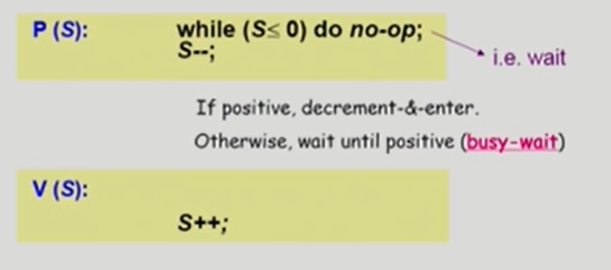 P (S): while (S≤ 0) do no-op;
S--;
i.e. wait
If positive, decrement-&-enter.
Otherwise, wait until positive (busy-wait)
V (S):
S++;